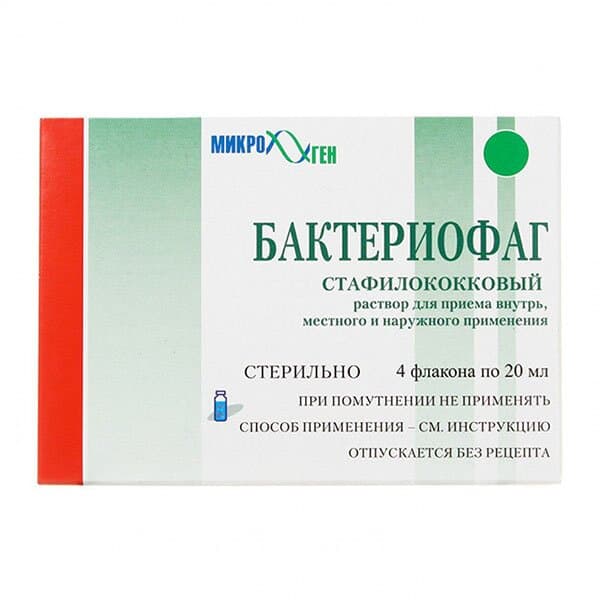 МИКРОГЕН
БАКТЕРИОФАГ
СТАФИЛОКОККОВЫЙ
раствор для приема внутрь,
местного и наружного применения
СТЕРИЛЬНО 4 флакона по 20 мл
ПРИ ПОМУТНЕНИИ НЕ ПРИМЕНЯТЬ
СПОСОБ ПРИМЕНЕНИЯ – СМ. ИНСТРУКЦИЮ
ОТПУСКАЕТСЯ БЕЗ РЕЦЕПТА